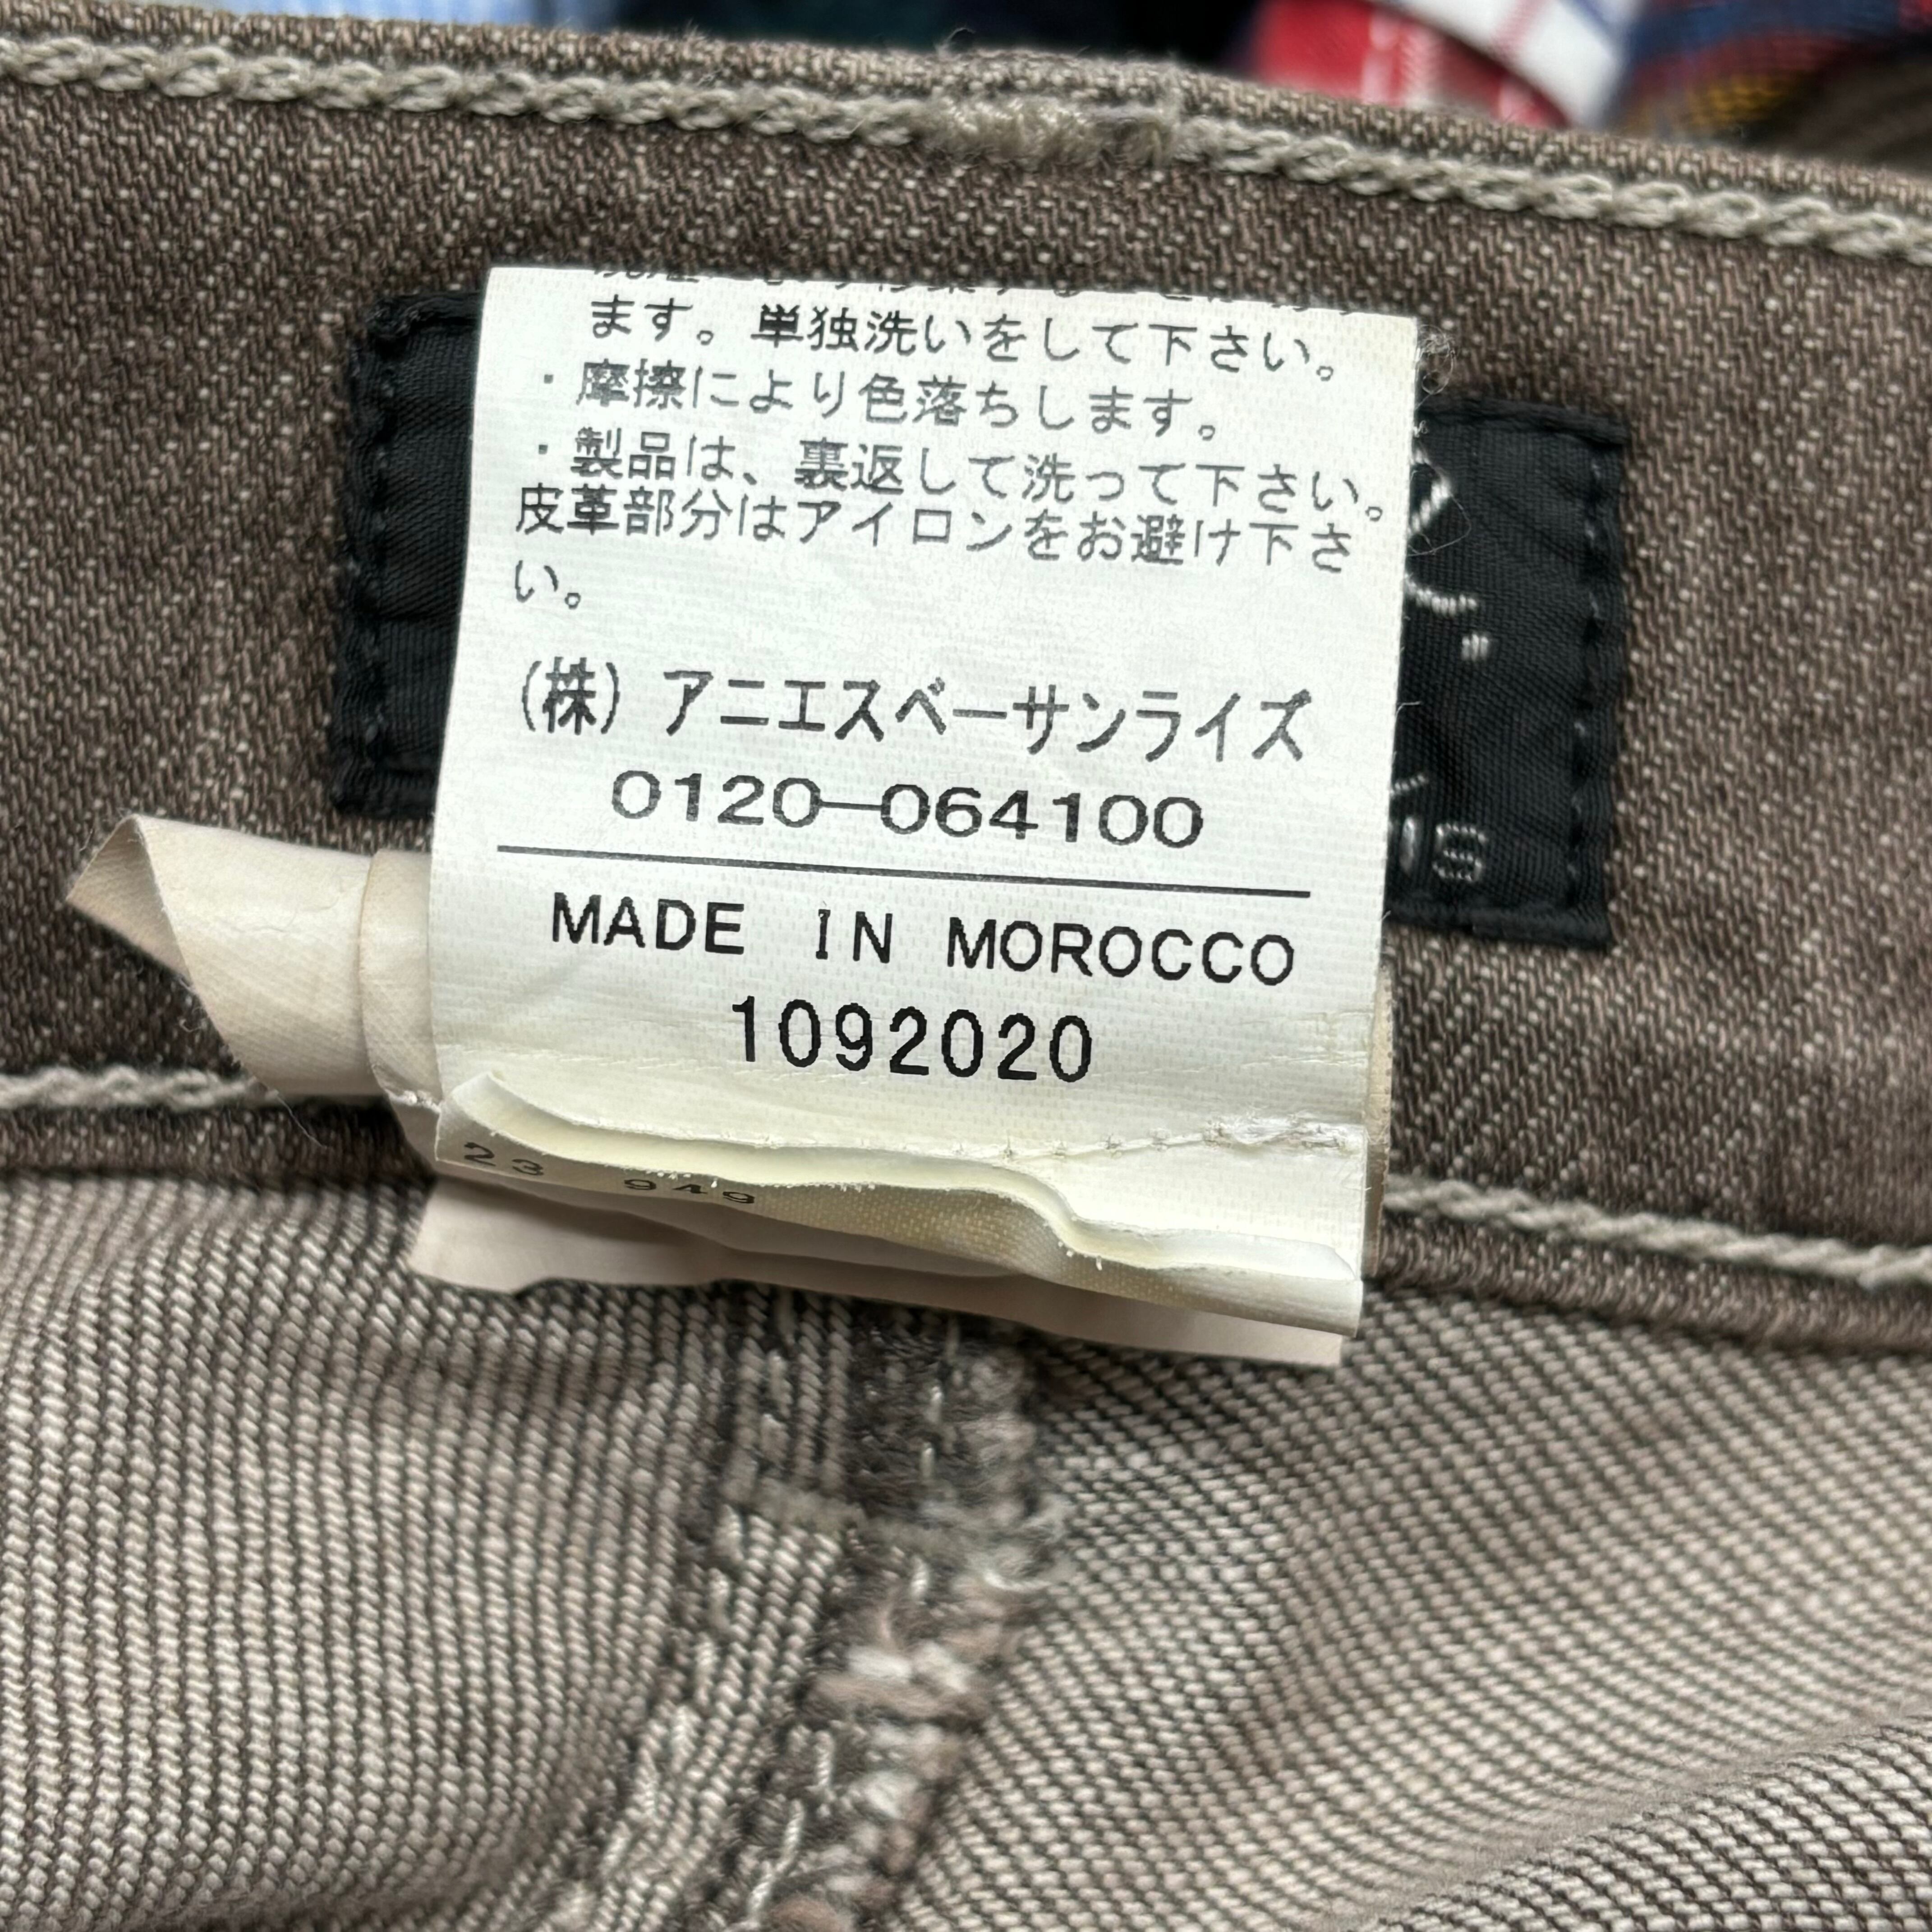 ます。単独洗いをして下さい。
・摩擦により色落ちします。
・製品は、裏返して洗って下さい。
皮革部分はアイロンをお避け下さ
い。
(株) アニエスベーサンライズ
0120-064100
MADE IN MOROCCO
1092020
23 949